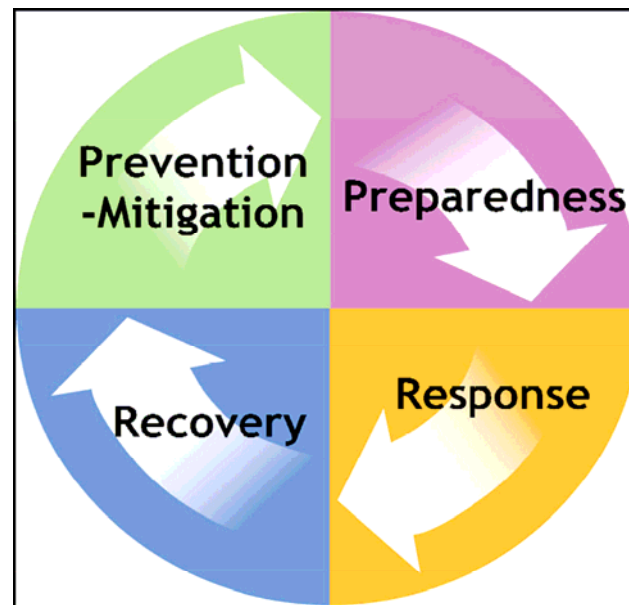 Prevention
-Mitigation
Preparedness
Response
Recovery